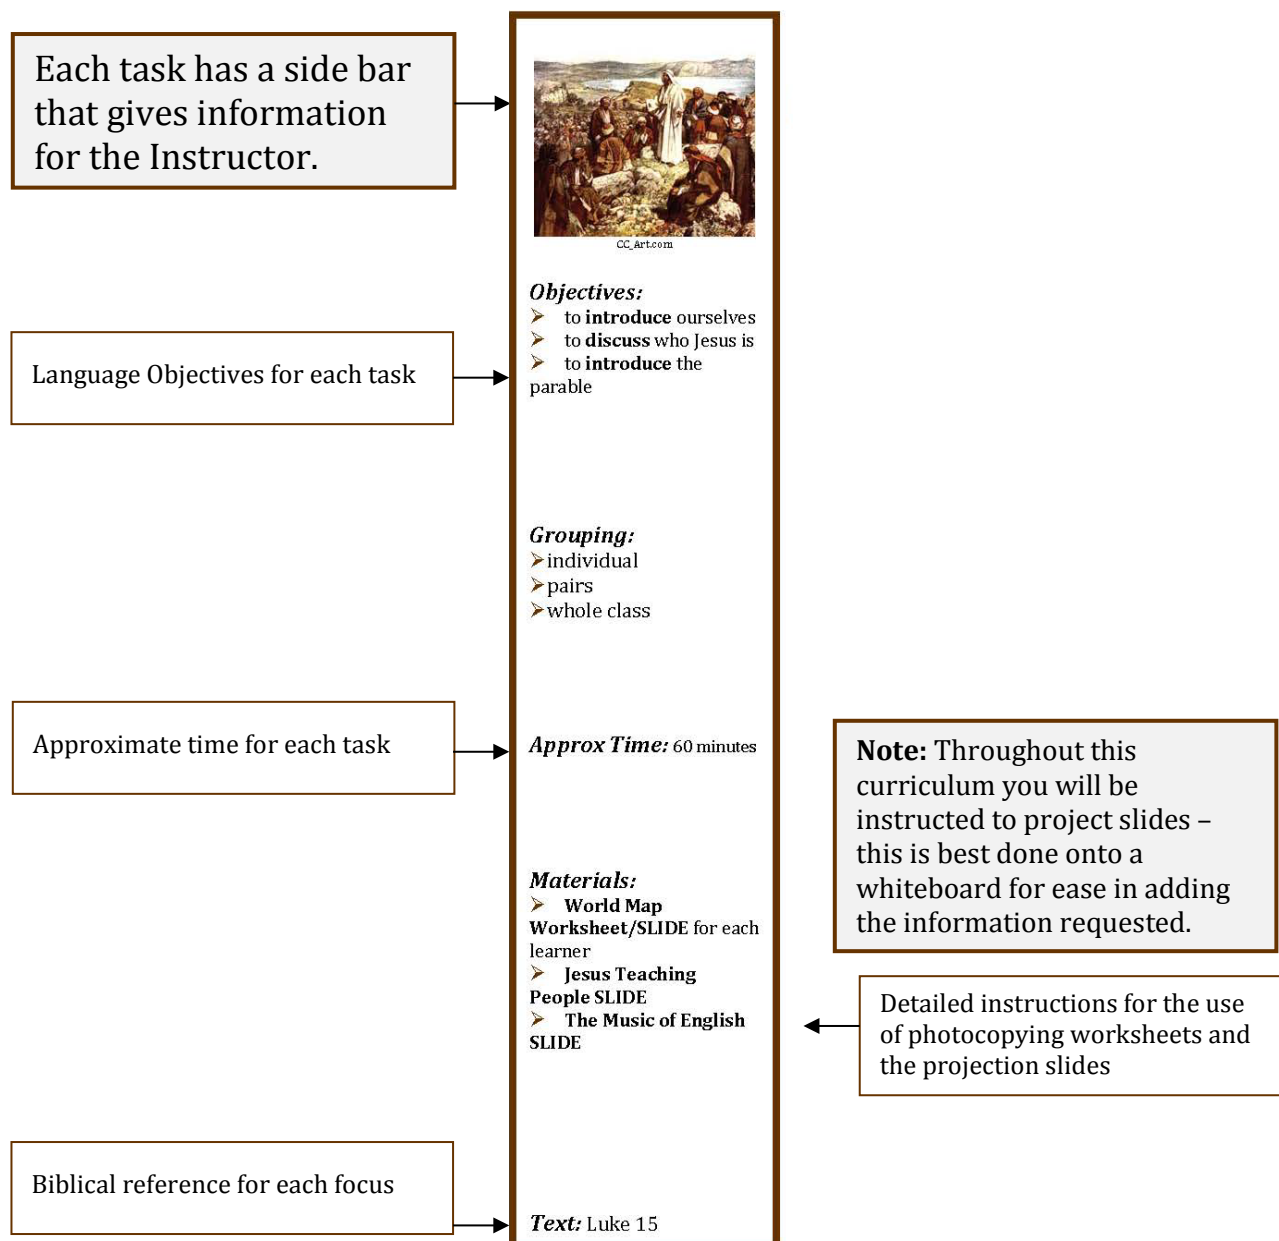 Each task has a side bar
that gives information
for the Instructor.
CC_Art.com
Objectives:
➢ to introduce ourselves
➢ to discuss who Jesus is
➢ to introduce the
parable
Language Objectives for each task
Grouping:
➢individual
➢pairs
➢whole class
Approximate time for each task
Approx Time: 60 minutes
Note: Throughout this
curriculum you will be
instructed to project slides –
this is best done onto a
whiteboard for ease in adding
the information requested.
Materials:
➢ World Map
Worksheet/SLIDE for each
learner
➢ Jesus Teaching
People SLIDE
➢ The Music of English
SLIDE
Detailed instructions for the use
of photocopying worksheets and
the projection slides
Biblical reference for each focus
Text: Luke 15